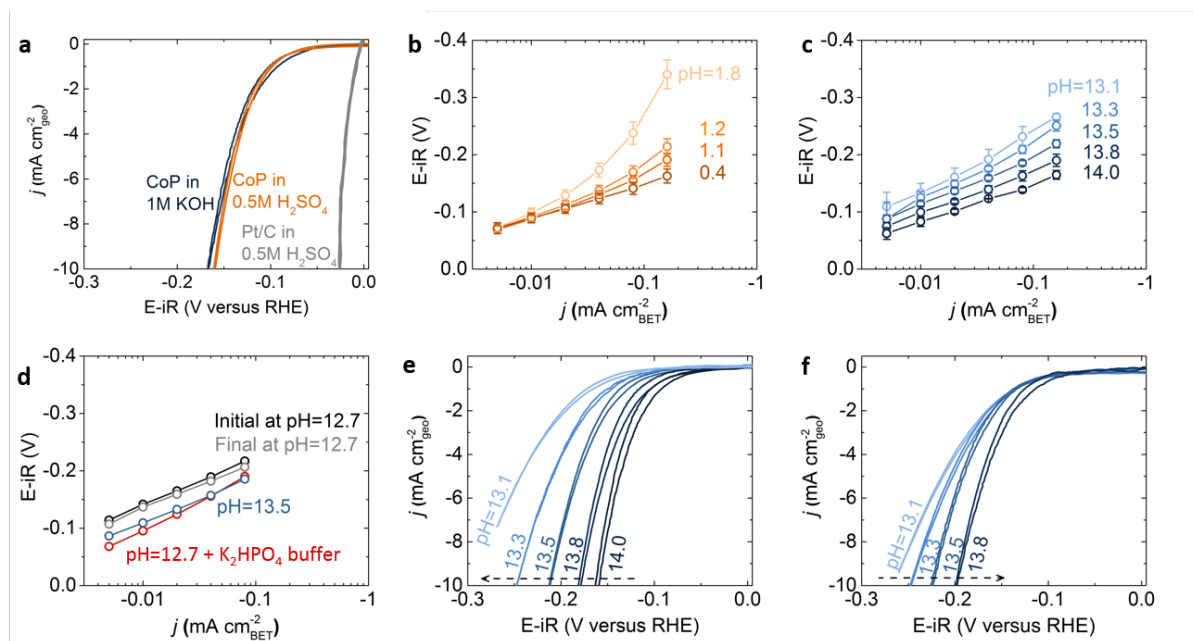 a
0
-2
-4
-6
-8
-10
j (mA cm⁻²geo)
CoP in
1M KOH
CoP in
0.5M H₂SO₄
Pt/C in
0.5M H₂SO₄
-0.3
-0.2
-0.1
0.0
E-iR (V versus RHE)
b
-0.4
-0.3
-0.2
-0.1
0.0
E-iR (V)
pH=1.8
1.2
1.1
0.4
-0.01
-0.1
-1
j (mA cm⁻²BET)
c
-0.4
-0.3
-0.2
-0.1
0.0
E-iR (V)
pH=13.1
13.3
13.5
13.8
14.0
-0.01
-0.1
-1
j (mA cm⁻²BET)
d
-0.4
-0.3
-0.2
-0.1
0.0
E-iR (V)
Initial at pH=12.7
Final at pH=12.7
pH=13.5
pH=12.7 + K₂HPO₄ buffer
-0.01
-0.1
-1
j (mA cm⁻²BET)
e
0
-2
-4
-6
-8
-10
j (mA cm⁻²geo)
pH=13.1
13.3
13.5
13.8
14.0
-0.3
-0.2
-0.1
0.0
E-iR (V versus RHE)
f
0
-2
-4
-6
-8
-10
j (mA cm⁻²geo)
pH=13.1
13.3
13.5
13.8
-0.3
-0.2
-0.1
0.0
E-iR (V versus RHE)